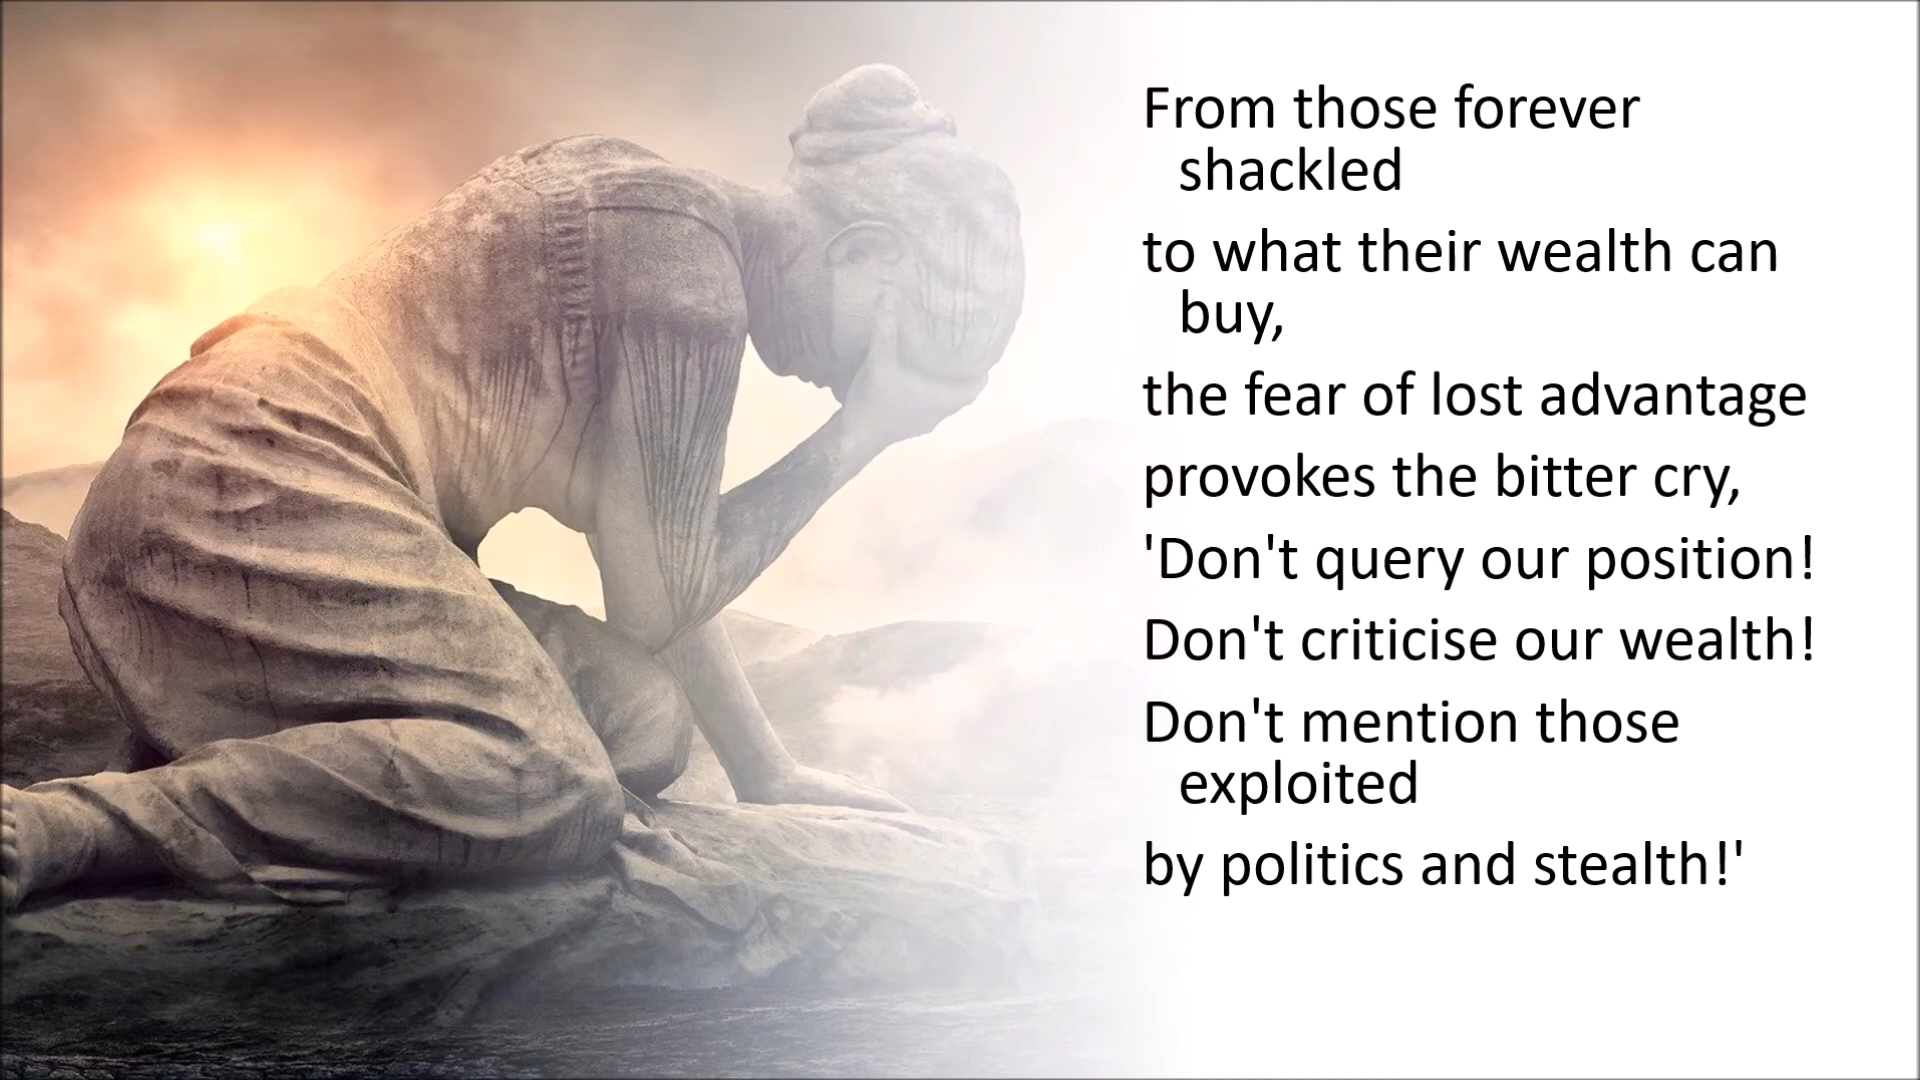 From those forever
shackled
to what their wealth can
buy,
the fear of lost advantage
provokes the bitter cry,
'Don't query our position!
Don't criticise our wealth!
Don't mention those
exploited
by politics and stealth!'